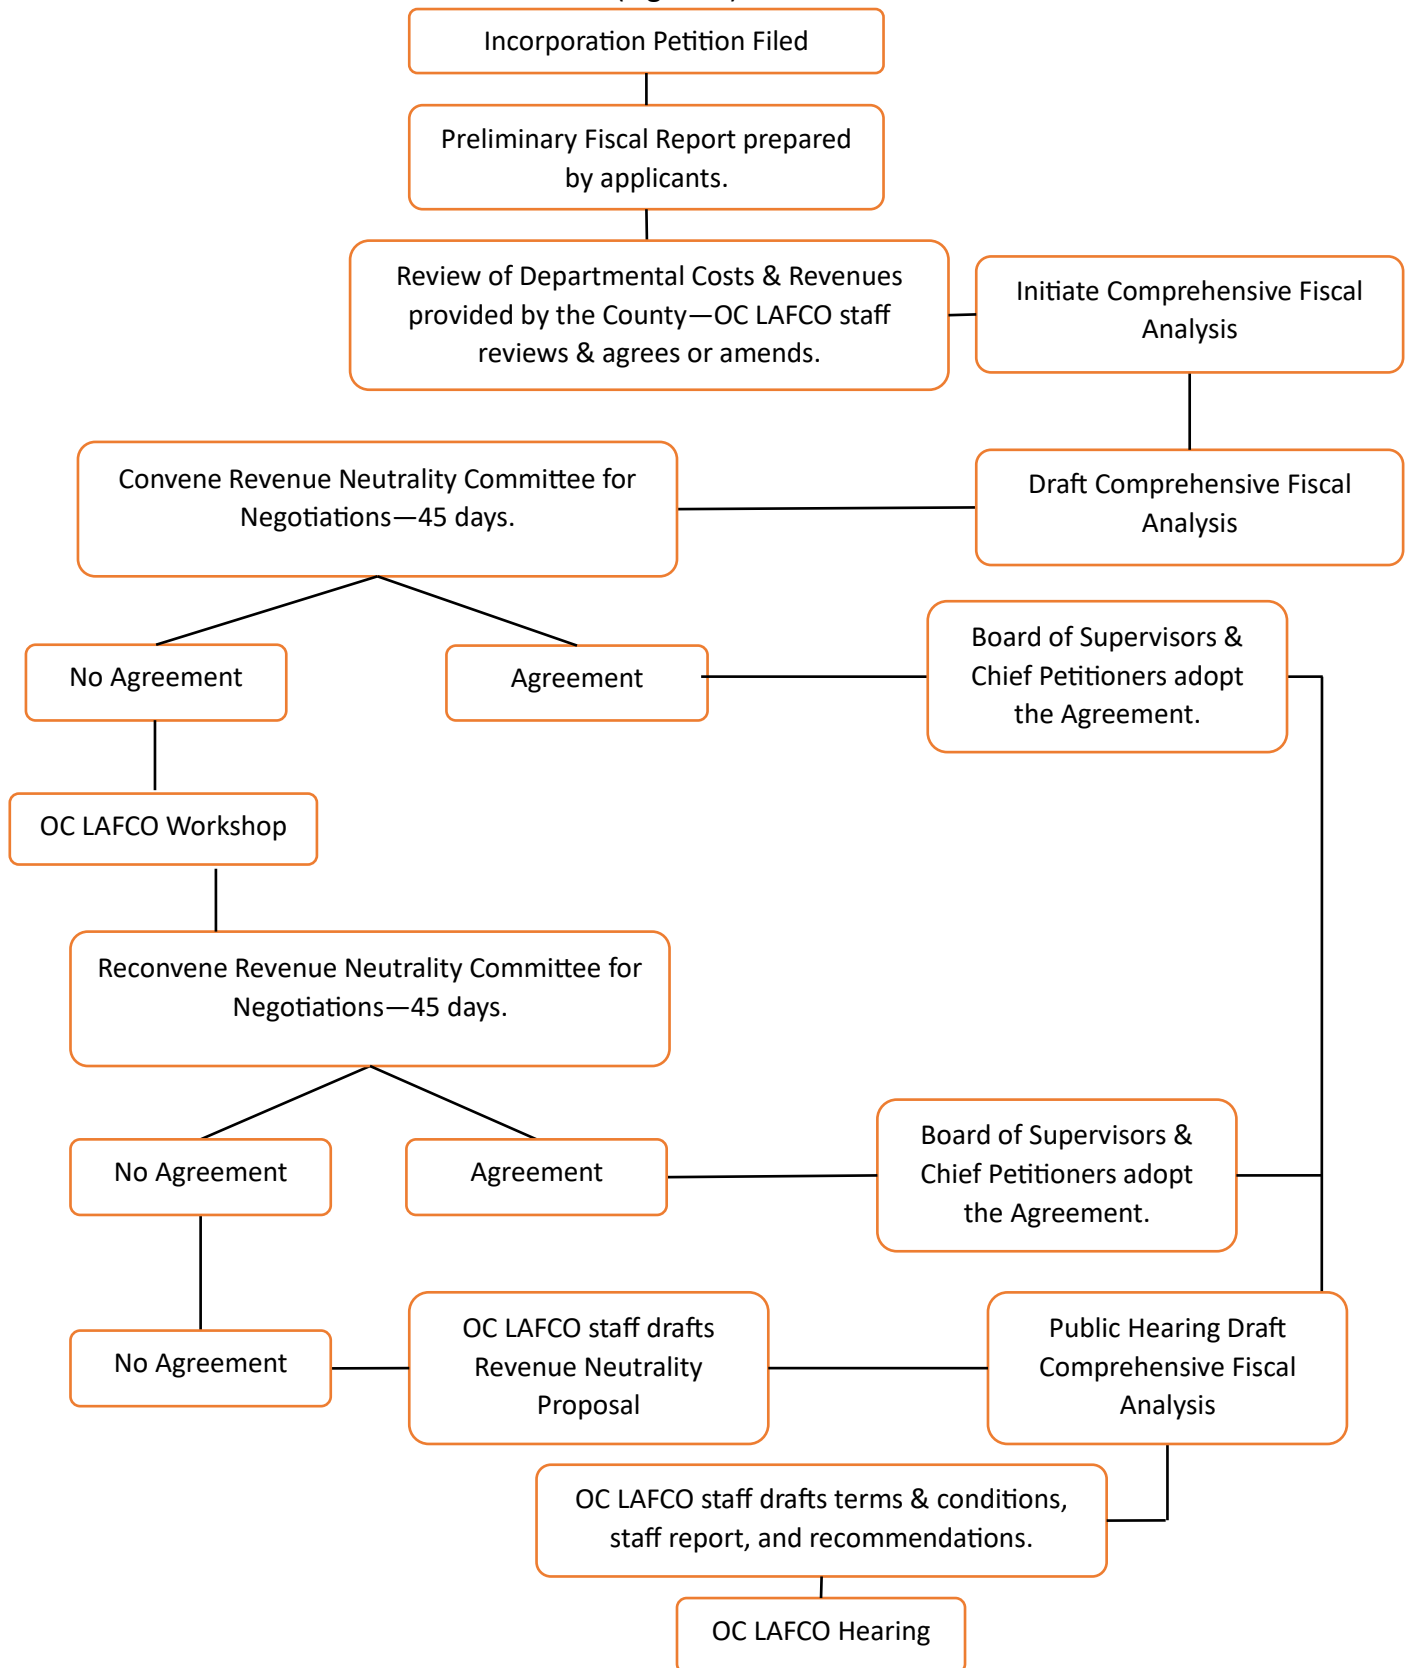 Incorporation Petition Filed
Preliminary Fiscal Report prepared
by applicants.
Review of Departmental Costs & Revenues
provided by the County—OC LAFCO staff
reviews & agrees or amends.
Initiate Comprehensive Fiscal
Analysis
Convene Revenue Neutrality Committee for
Negotiations—45 days.
Draft Comprehensive Fiscal
Analysis
No Agreement
Agreement
Board of Supervisors &
Chief Petitioners adopt
the Agreement.
OC LAFCO Workshop
Reconvene Revenue Neutrality Committee for
Negotiations—45 days.
No Agreement
Agreement
Board of Supervisors &
Chief Petitioners adopt
the Agreement.
No Agreement
OC LAFCO staff drafts
Revenue Neutrality
Proposal
Public Hearing Draft
Comprehensive Fiscal
Analysis
OC LAFCO staff drafts terms & conditions,
staff report, and recommendations.
OC LAFCO Hearing